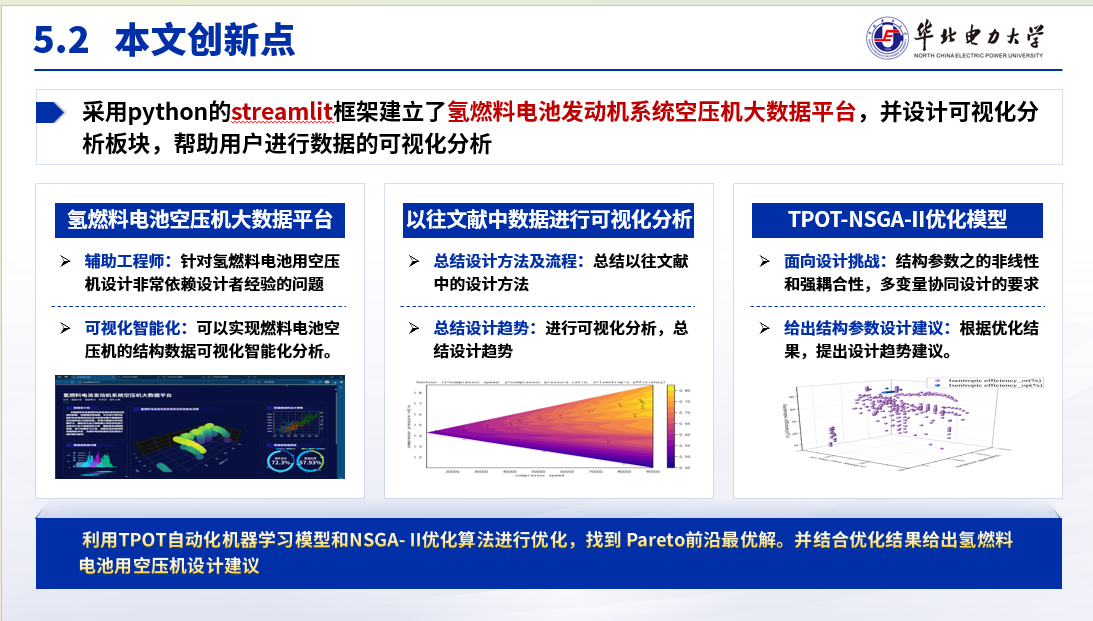 5.2 本文创新点
华北电力大学
NORTH CHINA ELECTRIC POWER UNIVERSITY
采用python的streamlit框架建立了氢燃料电池发动机系统空压机大数据平台，并设计可视化分
析板块，帮助用户进行数据的可视化分析
氢燃料电池空压机大数据平台
辅助工程师：针对氢燃料电池用空压
机设计非常依赖设计者经验的问题
可视化智能化：可以实现燃料电池空
压机的结构数据可视化智能化分析。
氢燃料电池发动机系统空压机大数据平台
72.3%
57.93%
以往文献中数据进行可视化分析
总结设计方法及流程：总结以往文献
中的设计方法
总结设计趋势：进行可视化分析，总
结设计趋势
Contour (x=compressor speed, y=compressor pressure ratio, z=isentropic efficiency)
20000 30000 40000 50000 60000 70000 80000 90000
compressor speed
TPOT-NSGA-II优化模型
面向设计挑战：结构参数之的非线性
和强耦合性，多变量协同设计的要求
给出结构参数设计建议：根据优化结
果，提出设计趋势建议。
Isentropic efficiency_or(%)
Isentropic efficiency_op(%)
利用TPOT自动化机器学习模型和NSGA- II优化算法进行优化，找到 Pareto前沿最优解。并结合优化结果给出氢燃料
电池用空压机设计建议